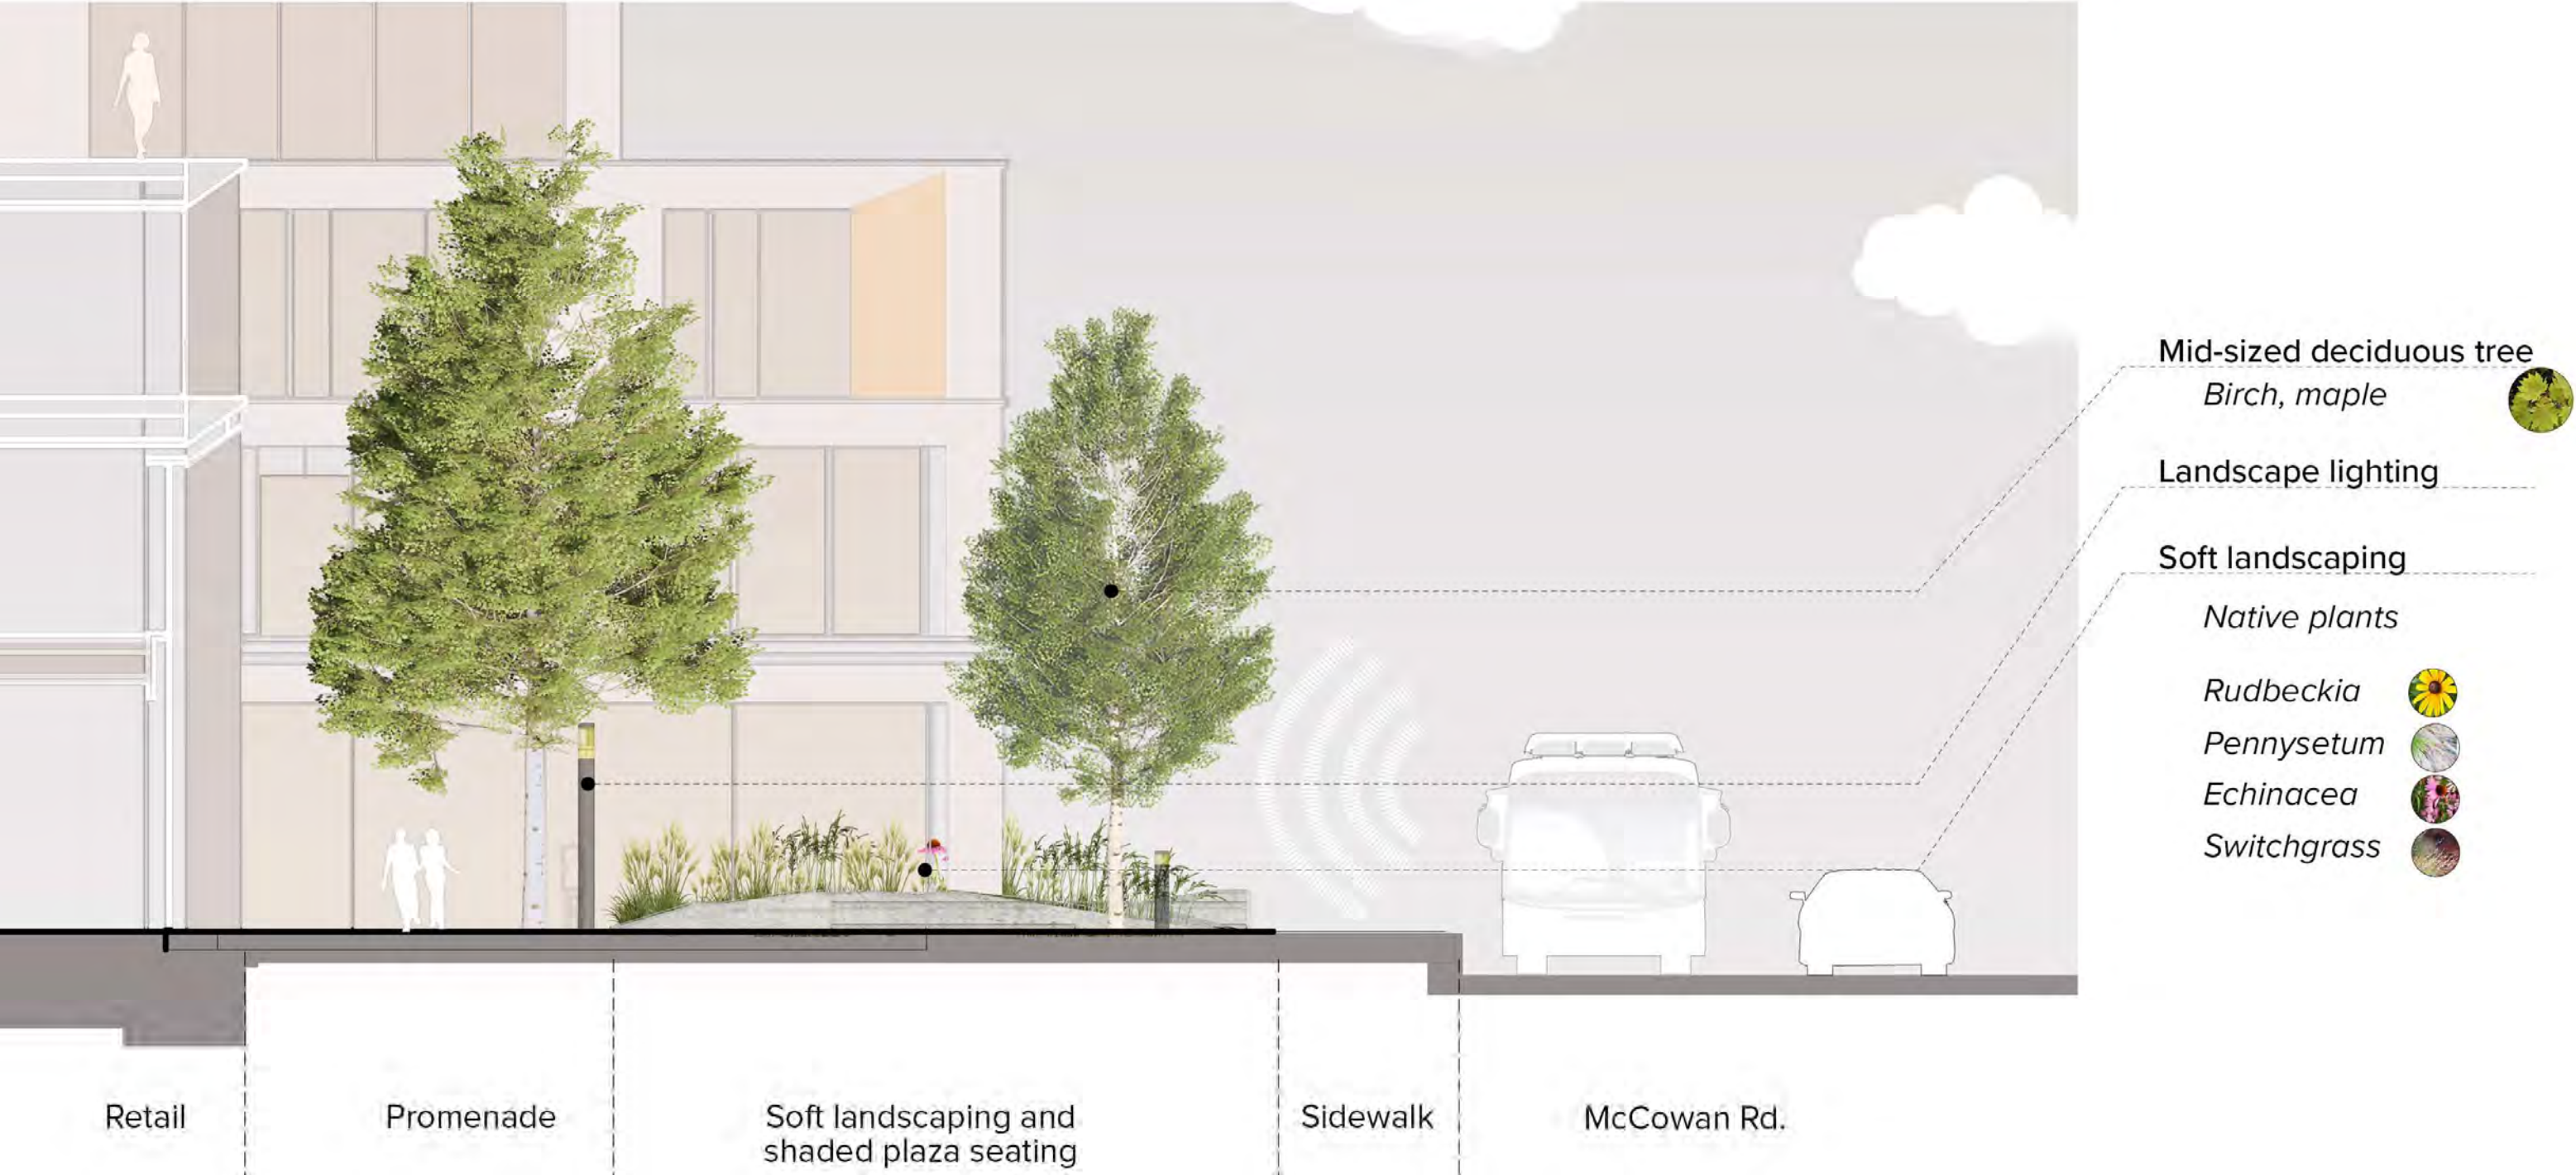 Mid-sized deciduous tree
Birch, maple
Landscape lighting
Soft landscaping
Native plants
Rudbeckia
Pennysetum
Echinacea
Switchgrass
Retail
Promenade
Soft landscaping and
shaded plaza seating
Sidewalk
McCowan Rd.